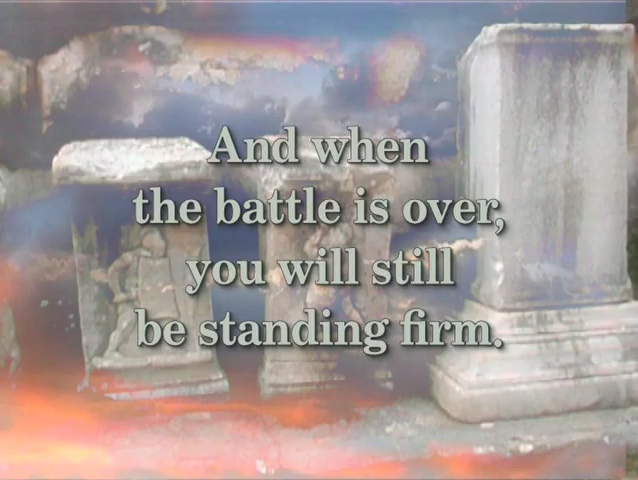 And when
the battle is over,
you will still
be standing firm.